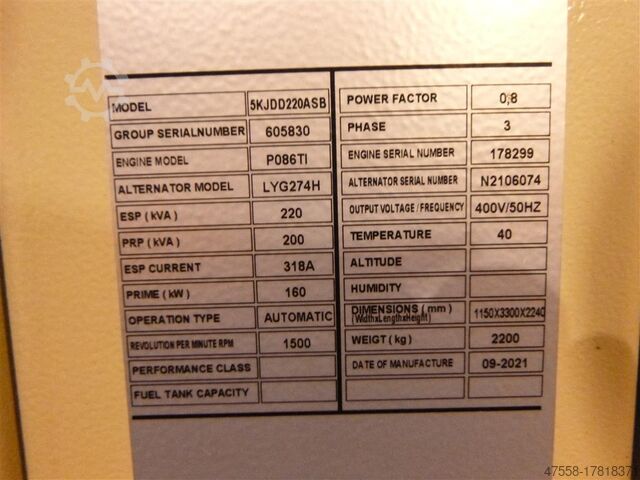 MODEL 5KJDD220ASB
GROUP SERIALNUMBER 605830
ENGINE MODEL P086TI
ALTERNATOR MODEL LYG274H
ESP ( kVA ) 220
PRP ( kVA ) 200
ESP CURRENT 318A
PRIME ( kW ) 160
OPERATION TYPE AUTOMATIC
REVOLUTION PER MINUTE RPM 1500
PERFORMANCE CLASS
FUEL TANK CAPACITY
POWER FACTOR 0,8
PHASE 3
ENGINE SERIAL NUMBER 178299
ALTERNATOR SERIAL NUMBER N2106074
OUTPUT VOLTAGE / FREQUENCY 400V/50HZ
TEMPERATURE 40
ALTITUDE
HUMIDITY
DIMENSIONS ( mm )
(WidthxLengthxHeight) 1150X3300X2240
WEIGT ( kg ) 2200
DATE OF MANUFACTURE 09-2021
47558-17818371